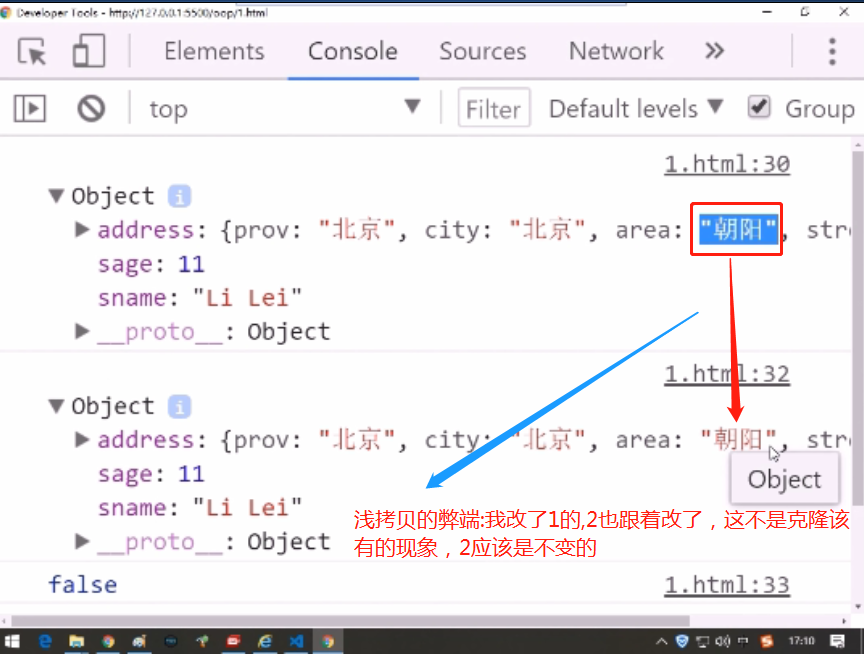 Developer Tools - http://127.0.0.1:5500/oop/1.html
Elements Console Sources Network »
top Filter Default levels Group
1.html:30
▼Object i
▶address: {prov: "北京", city: "北京", area: "朝阳", stre
sage: 11
sname: "Li Lei"
▶__proto__: Object
1.html:32
▼Object i
▶address: {prov: "北京", city: "北京", area: "朝阳", stre
sage: 11
Object
sname: "Li Lei"
浅拷贝的弊端:我改了1的,2也跟着改了，这不是克隆该
▶__proto__: Object
有的现象，2应该是不变的
false 1.html:33
中 17:10